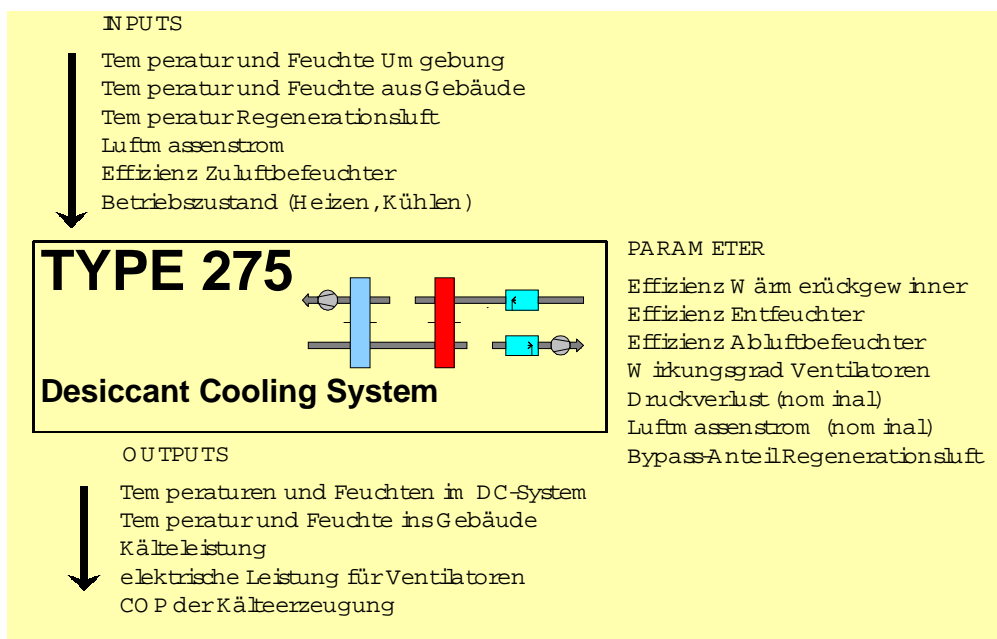 INPUTS
Temperatur und Feuchte Umgebung
Temperatur und Feuchte aus Gebäude
Temperatur Regenerationsluft
Luftmassenstrom
Effizienz Zuluftbefeuchter
Betriebszustand (Heizen, Kühlen)
TYPE 275
Desiccant Cooling System
PARAMETER
Effizienz Wärmerückgewinner
Effizienz Entfeuchter
Effizienz Abluftbefeuchter
Wirkungsgrad Ventilatoren
Druckverlust (nominal)
Luftmassenstrom (nominal)
Bypass-Anteil Regenerationsluft
OUTPUTS
Temperaturen und Feuchten im DC-System
Temperatur und Feuchte ins Gebäude
Kälteleistung
elektrische Leistung für Ventilatoren
COP der Kälteerzeugung